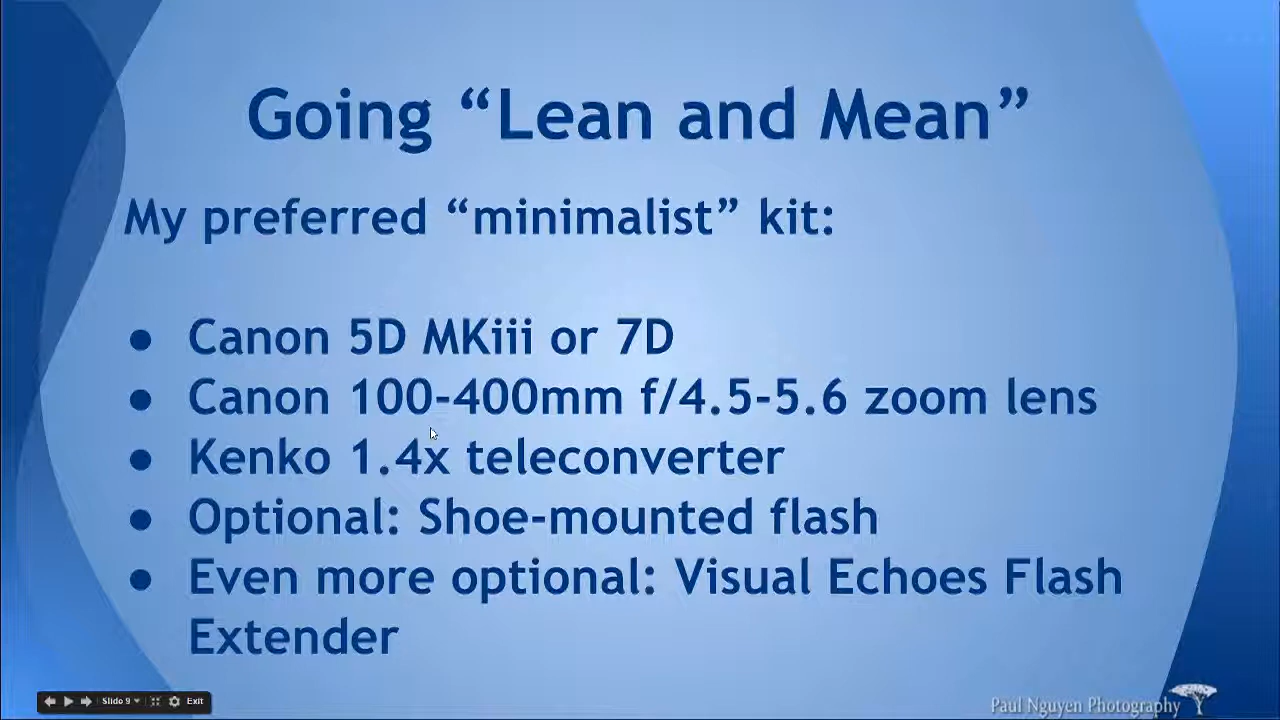 Going “Lean and Mean”
My preferred “minimalist” kit:
● Canon 5D MKiii or 7D
● Canon 100-400mm f/4.5-5.6 zoom lens
● Kenko 1.4x teleconverter
● Optional: Shoe-mounted flash
● Even more optional: Visual Echoes Flash
Extender
Slide 9 Exit
Paul Nguyen Photography